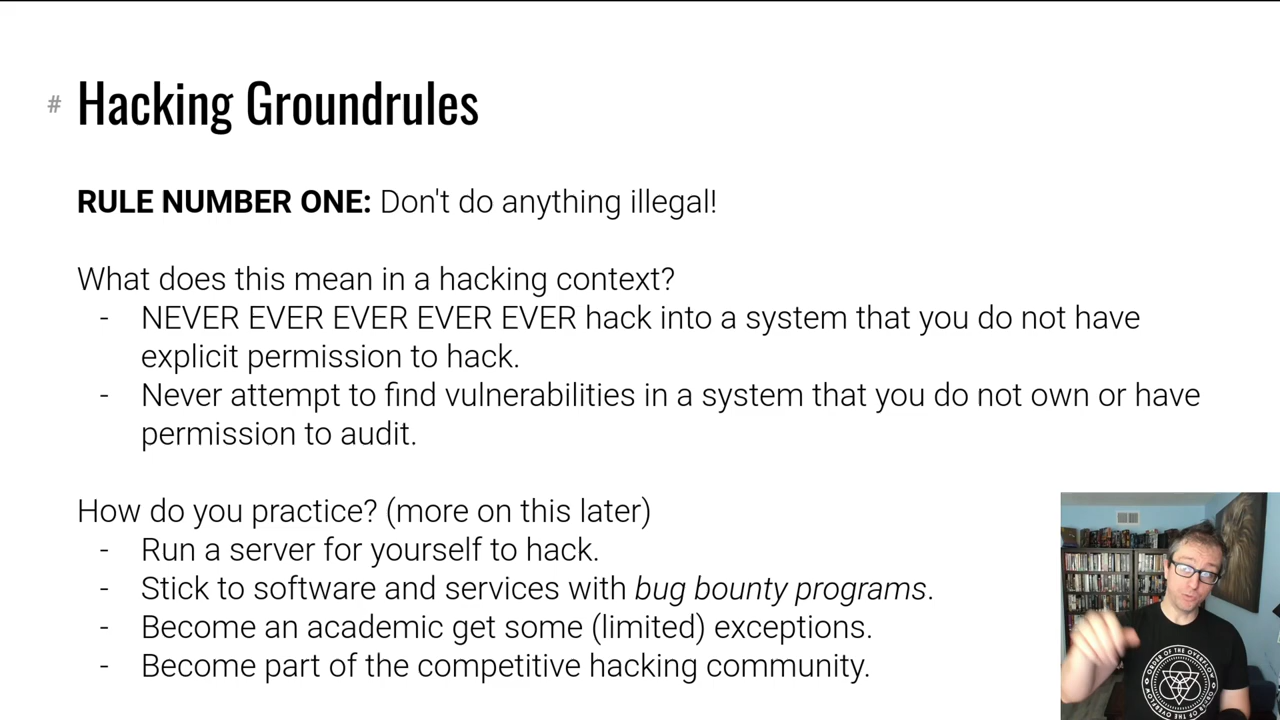 # Hacking Groundrules
RULE NUMBER ONE: Don't do anything illegal!
What does this mean in a hacking context?
- NEVER EVER EVER EVER EVER hack into a system that you do not have
explicit permission to hack.
- Never attempt to find vulnerabilities in a system that you do not own or have
permission to audit.
How do you practice? (more on this later)
- Run a server for yourself to hack.
- Stick to software and services with bug bounty programs.
- Become an academic get some (limited) exceptions.
- Become part of the competitive hacking community.
ORDER OF THE OVERFLOW